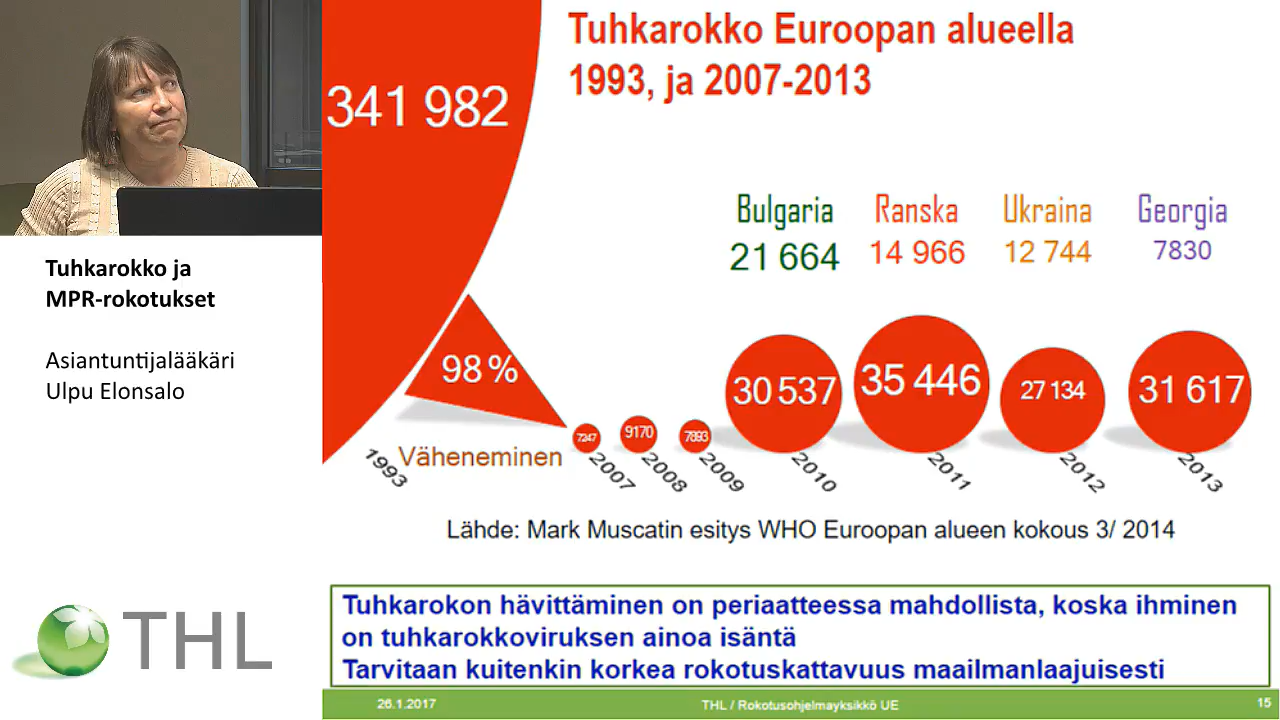 Tuhkarokko Euroopan alueella
1993, ja 2007-2013
341 982
Bulgaria
21 664
Ranska
14 966
Ukraina
12 744
Georgia
7830
98 %
Väheneminen
7247
9170
7893
30 537
35 446
27 134
31 617
1993
2007
2008
2009
2010
2011
2012
2013
Lähde: Mark Muscatin esitys WHO Euroopan alueen kokous 3/ 2014
Tuhkarokon hävittäminen on periaatteessa mahdollista, koska ihminen
on tuhkarokkoviruksen ainoa isäntä
Tarvitaan kuitenkin korkea rokotuskattavuus maailmanlaajuisesti
26.1.2017
THL / Rokotusohjelmayksikkö UE
15
Tuhkarokko ja
MPR-rokotukset
Asiantuntijalääkäri
Ulpu Elonsalo
THL